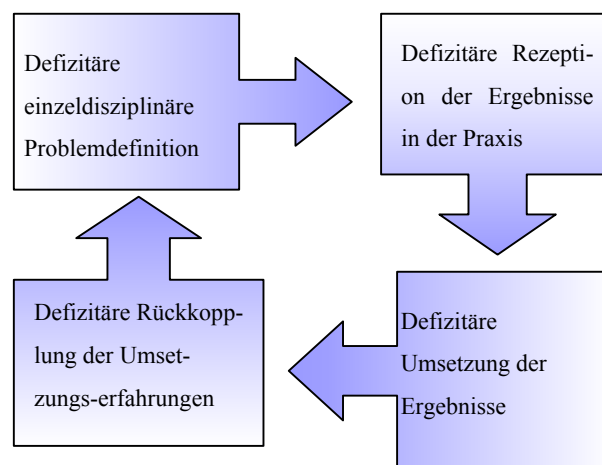 Defizitäre
einzeldisziplinäre
Problemdefinition
Defizitäre Rezepti-
on der Ergebnisse
in der Praxis
Defizitäre
Umsetzung der
Ergebnisse
Defizitäre Rückkopp-
lung der Umset-
zungs-erfahrungen